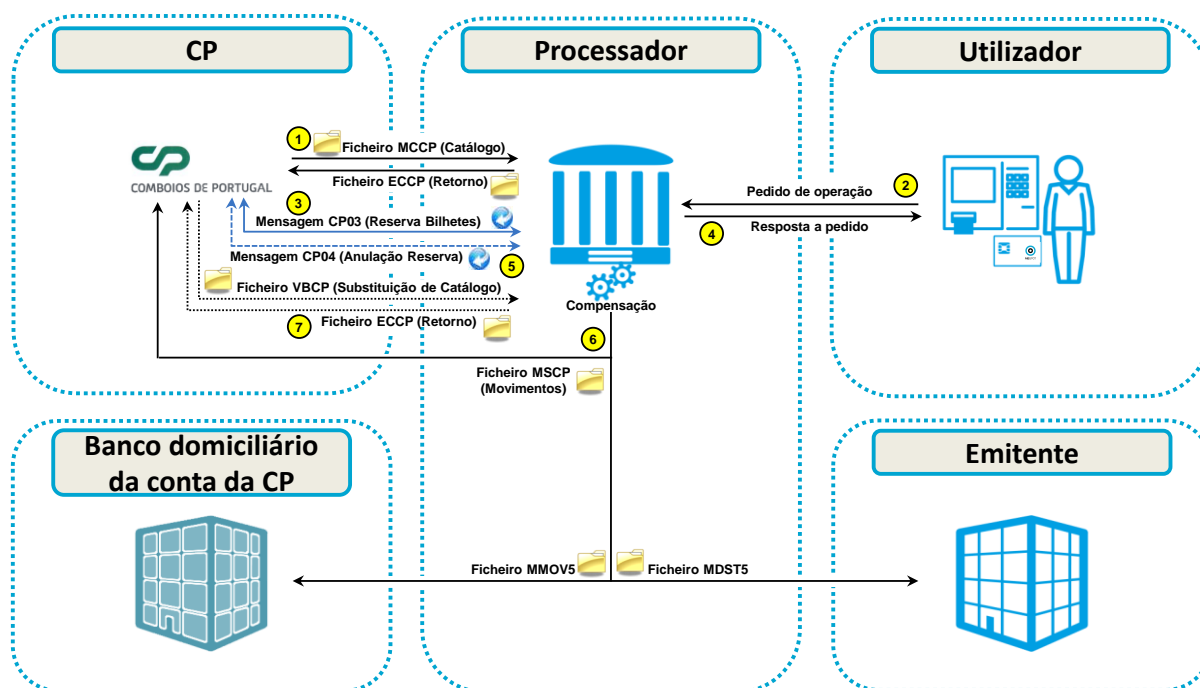 CP
Processador
Utilizador
1
Ficheiro MCCP (Catálogo)
Ficheiro ECCP (Retorno)
cp
COMBOIOS DE PORTUGAL
3
Mensagem CP03 (Reserva Bilhetes)
Mensagem CP04 (Anulação Reserva)
5
Ficheiro VBCP (Substituição de Catálogo)
7
Ficheiro ECCP (Retorno)
Pedido de operação
2
4
Resposta a pedido
Compensação
6
Ficheiro MSCP
(Movimentos)
Banco domiciliário
da conta da CP
Emitente
Ficheiro MMOV5
Ficheiro MDST5